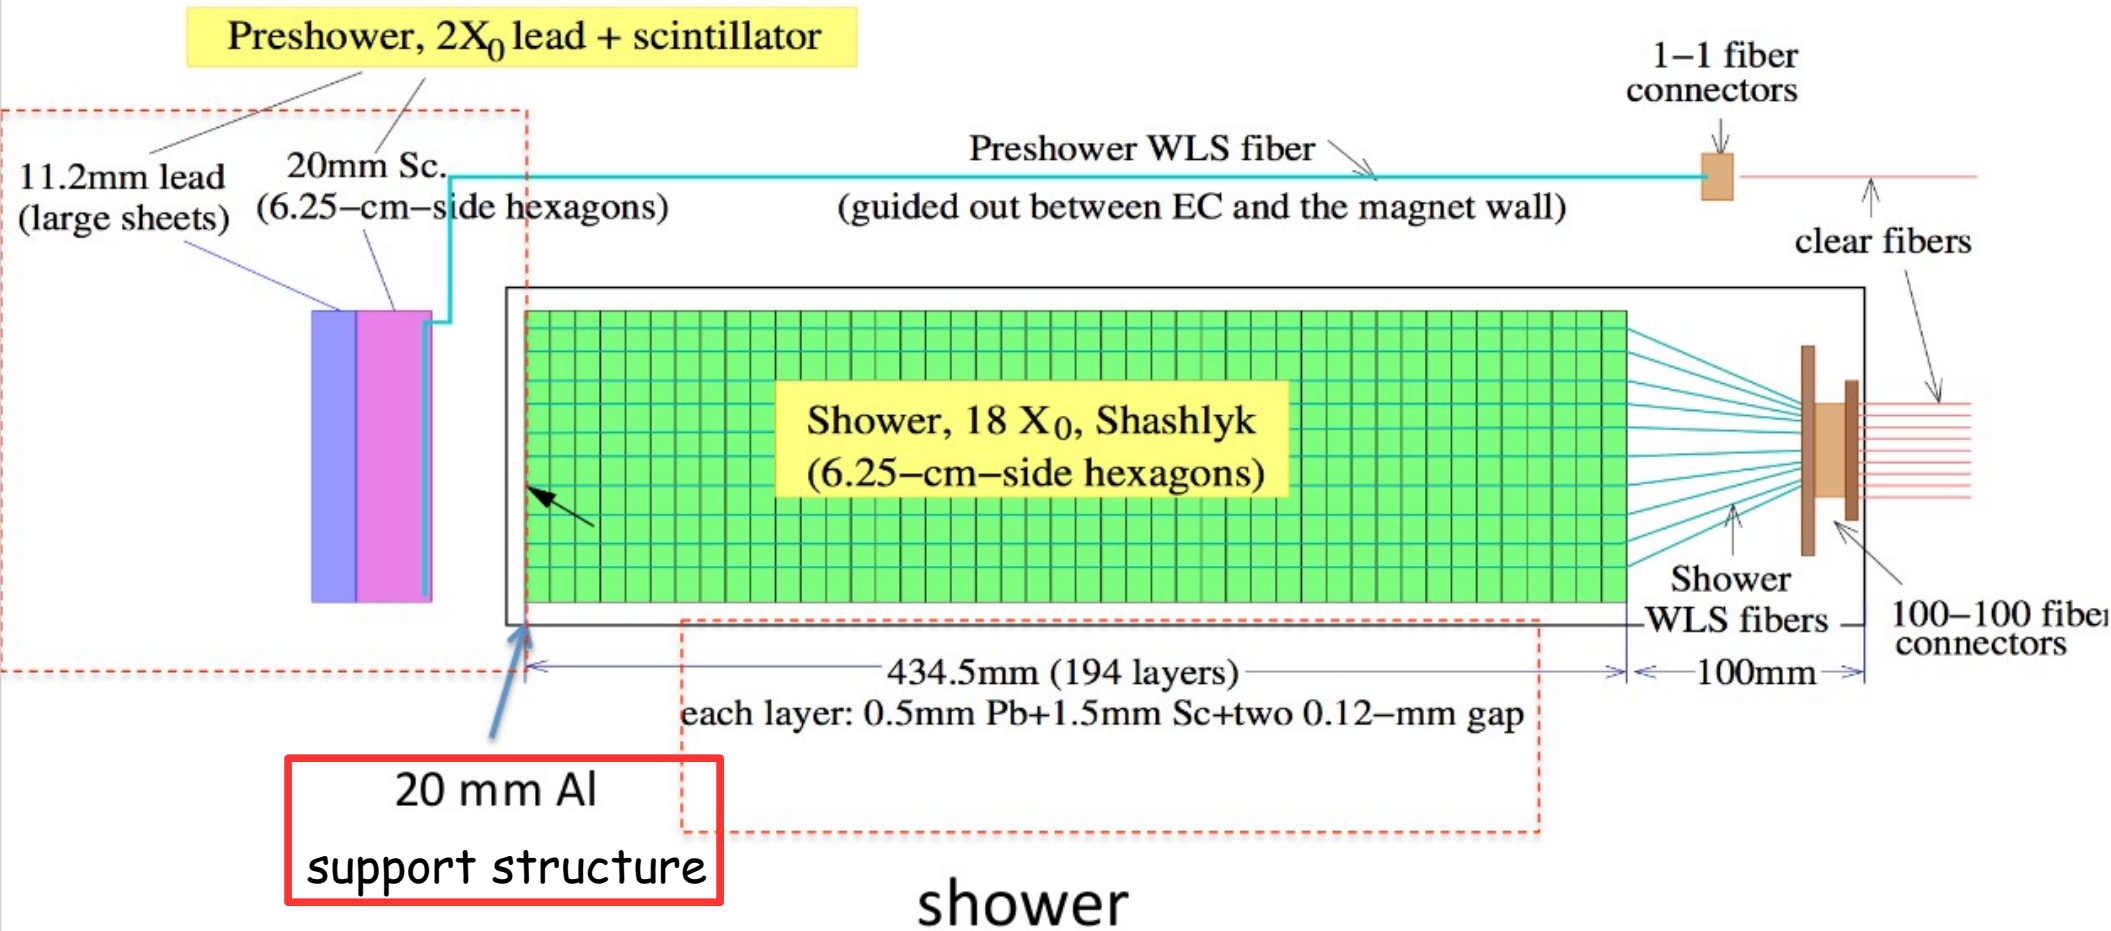 Preshower, 2X0 lead + scintillator
1−1 fiber
connectors
Preshower WLS fiber
11.2mm lead
(large sheets)
20mm Sc.
(6.25−cm−side hexagons)
(guided out between EC and the magnet wall)
clear fibers
Shower, 18 X0, Shashlyk
(6.25−cm−side hexagons)
Shower
WLS fibers
100−100 fiber
connectors
434.5mm (194 layers)
100mm
each layer: 0.5mm Pb+1.5mm Sc+two 0.12−mm gap
20 mm Al
support structure
shower